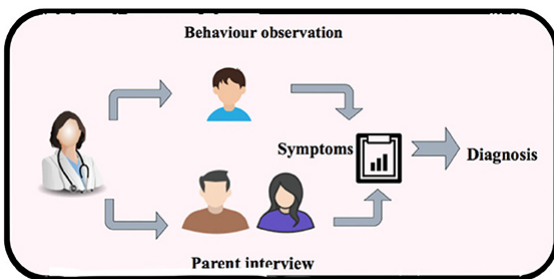 Behaviour observation
Symptoms
Diagnosis
Parent interview